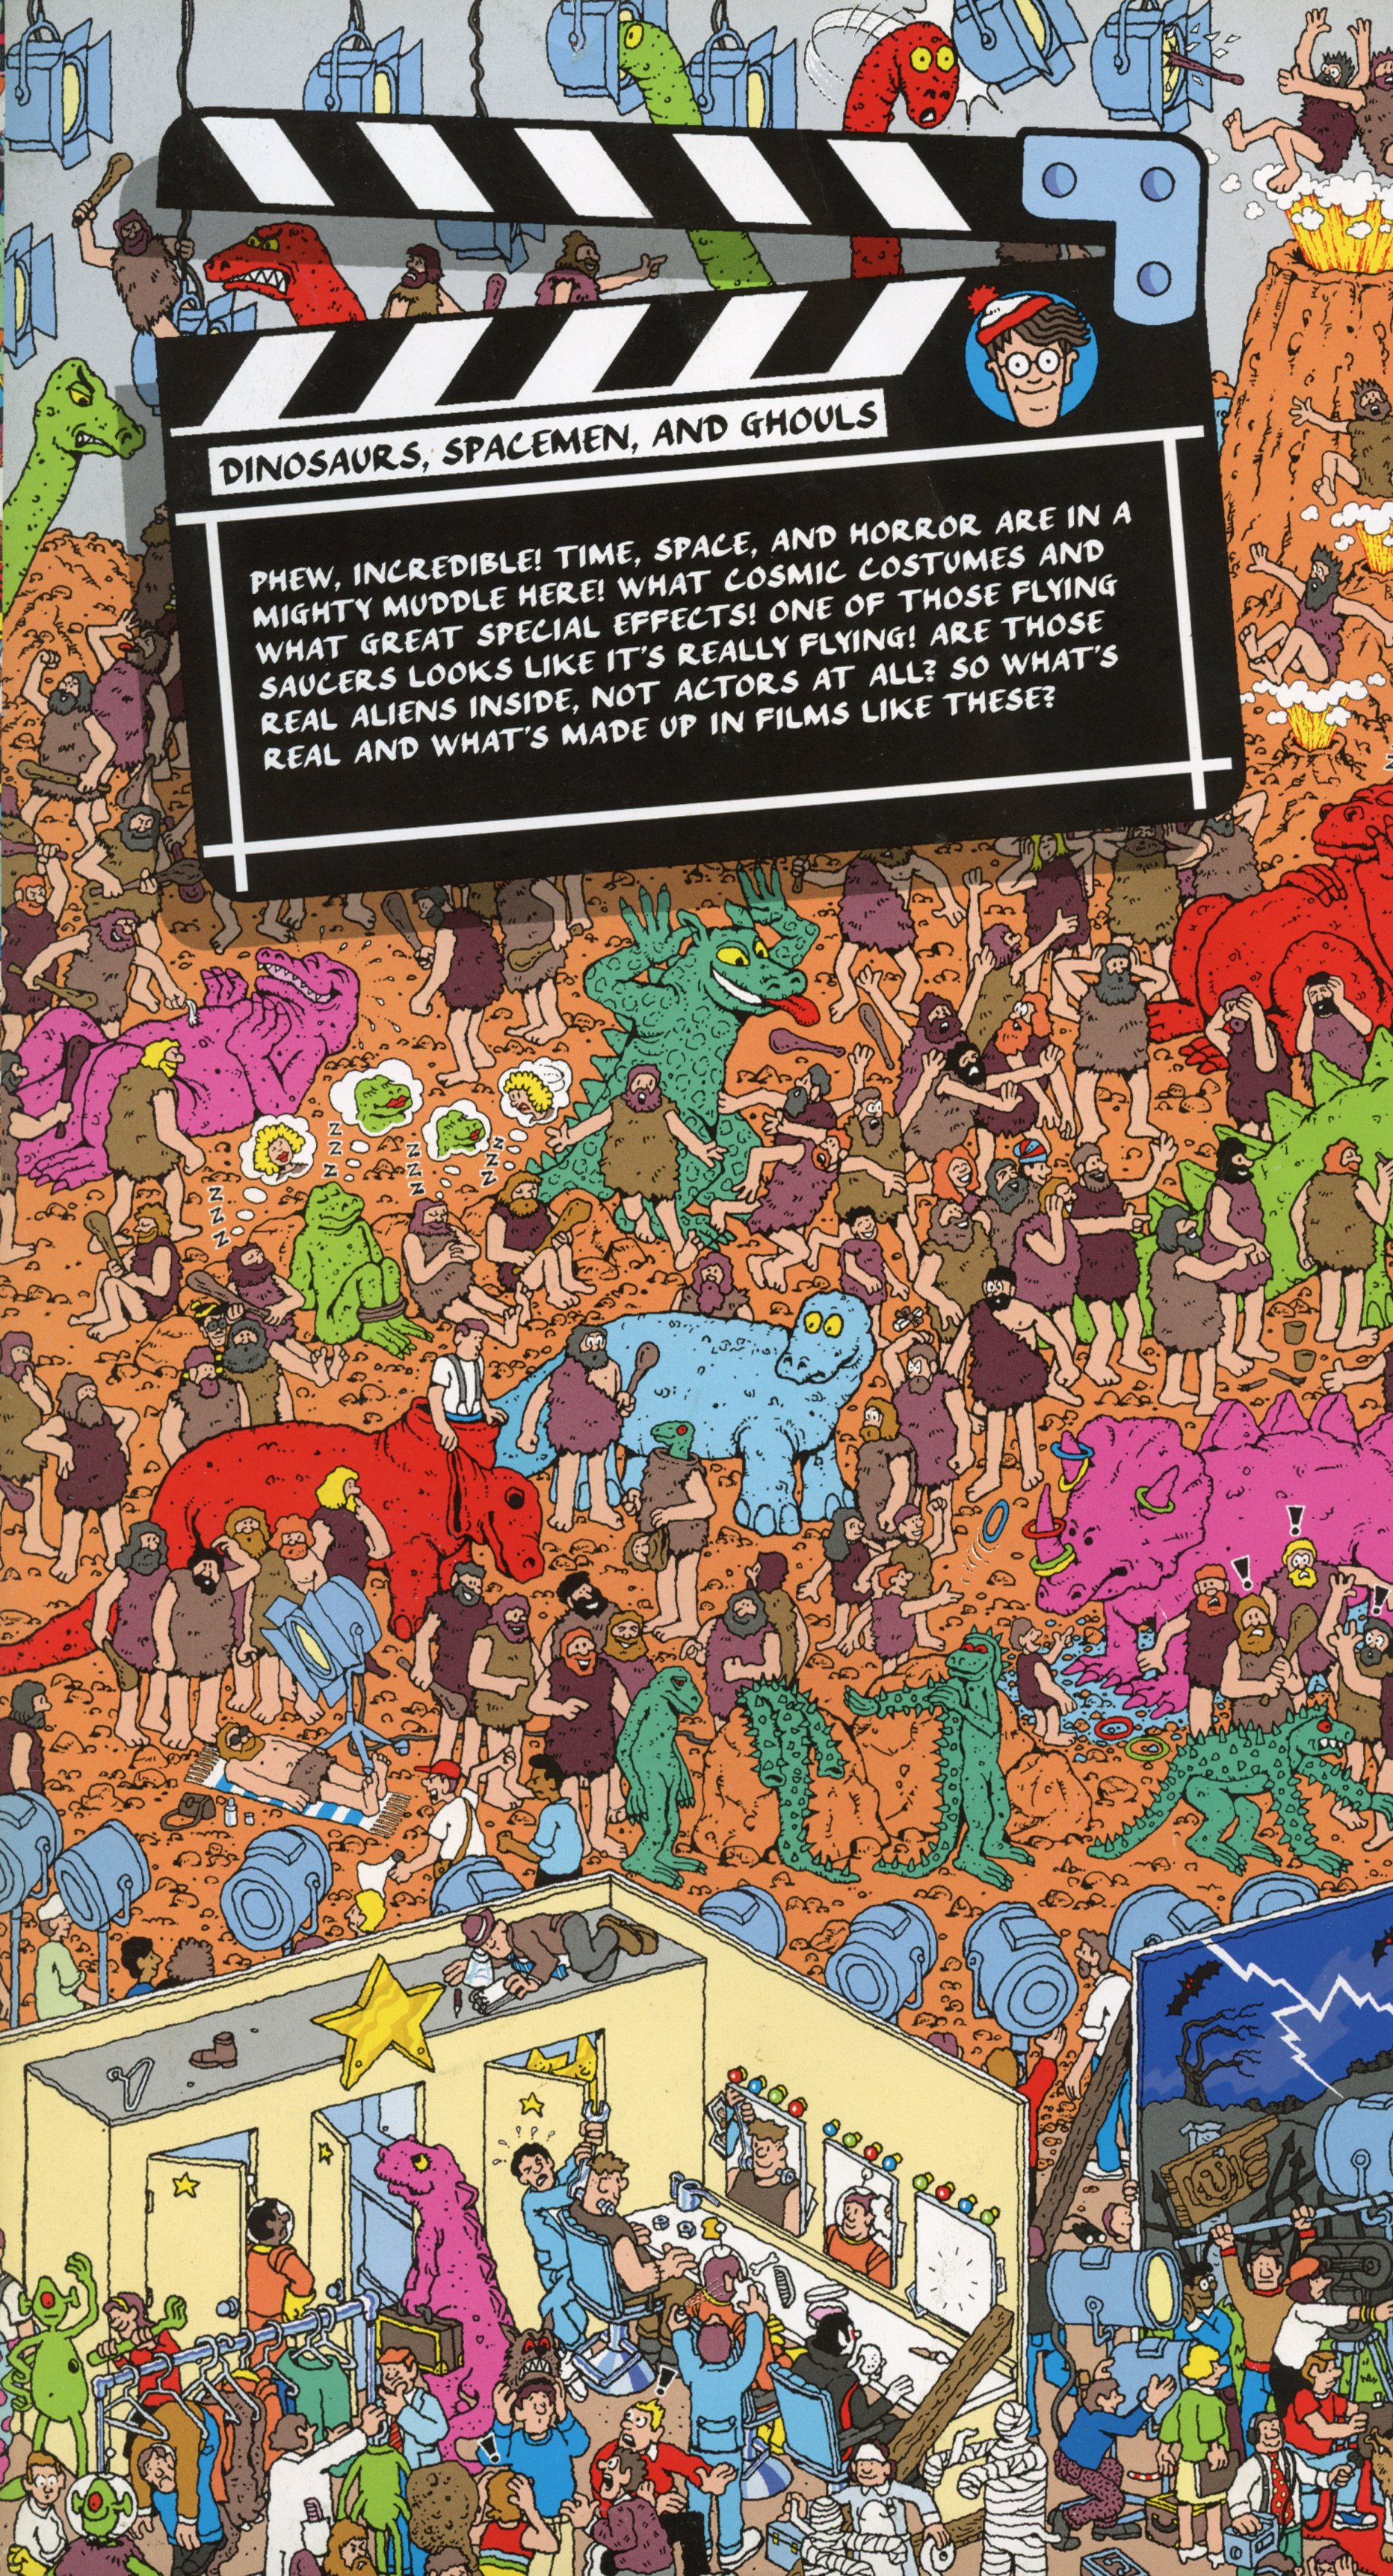 DINOSAURS, SPACEMEN, AND GHOULS
PHEW, INCREDIBLE! TIME, SPACE, AND HORROR ARE IN A
MIGHTY MUDDLE HERE! WHAT COSMIC COSTUMES AND
WHAT GREAT SPECIAL EFFECTS! ONE OF THOSE FLYING
SAUCERS LOOKS LIKE IT'S REALLY FLYING! ARE THOSE
REAL ALIENS INSIDE, NOT ACTORS AT ALL? SO WHAT'S
REAL AND WHAT'S MADE UP IN FILMS LIKE THESE?
Z Z Z
Z Z Z
Z Z Z
Z Z Z
!
!
!
!
!